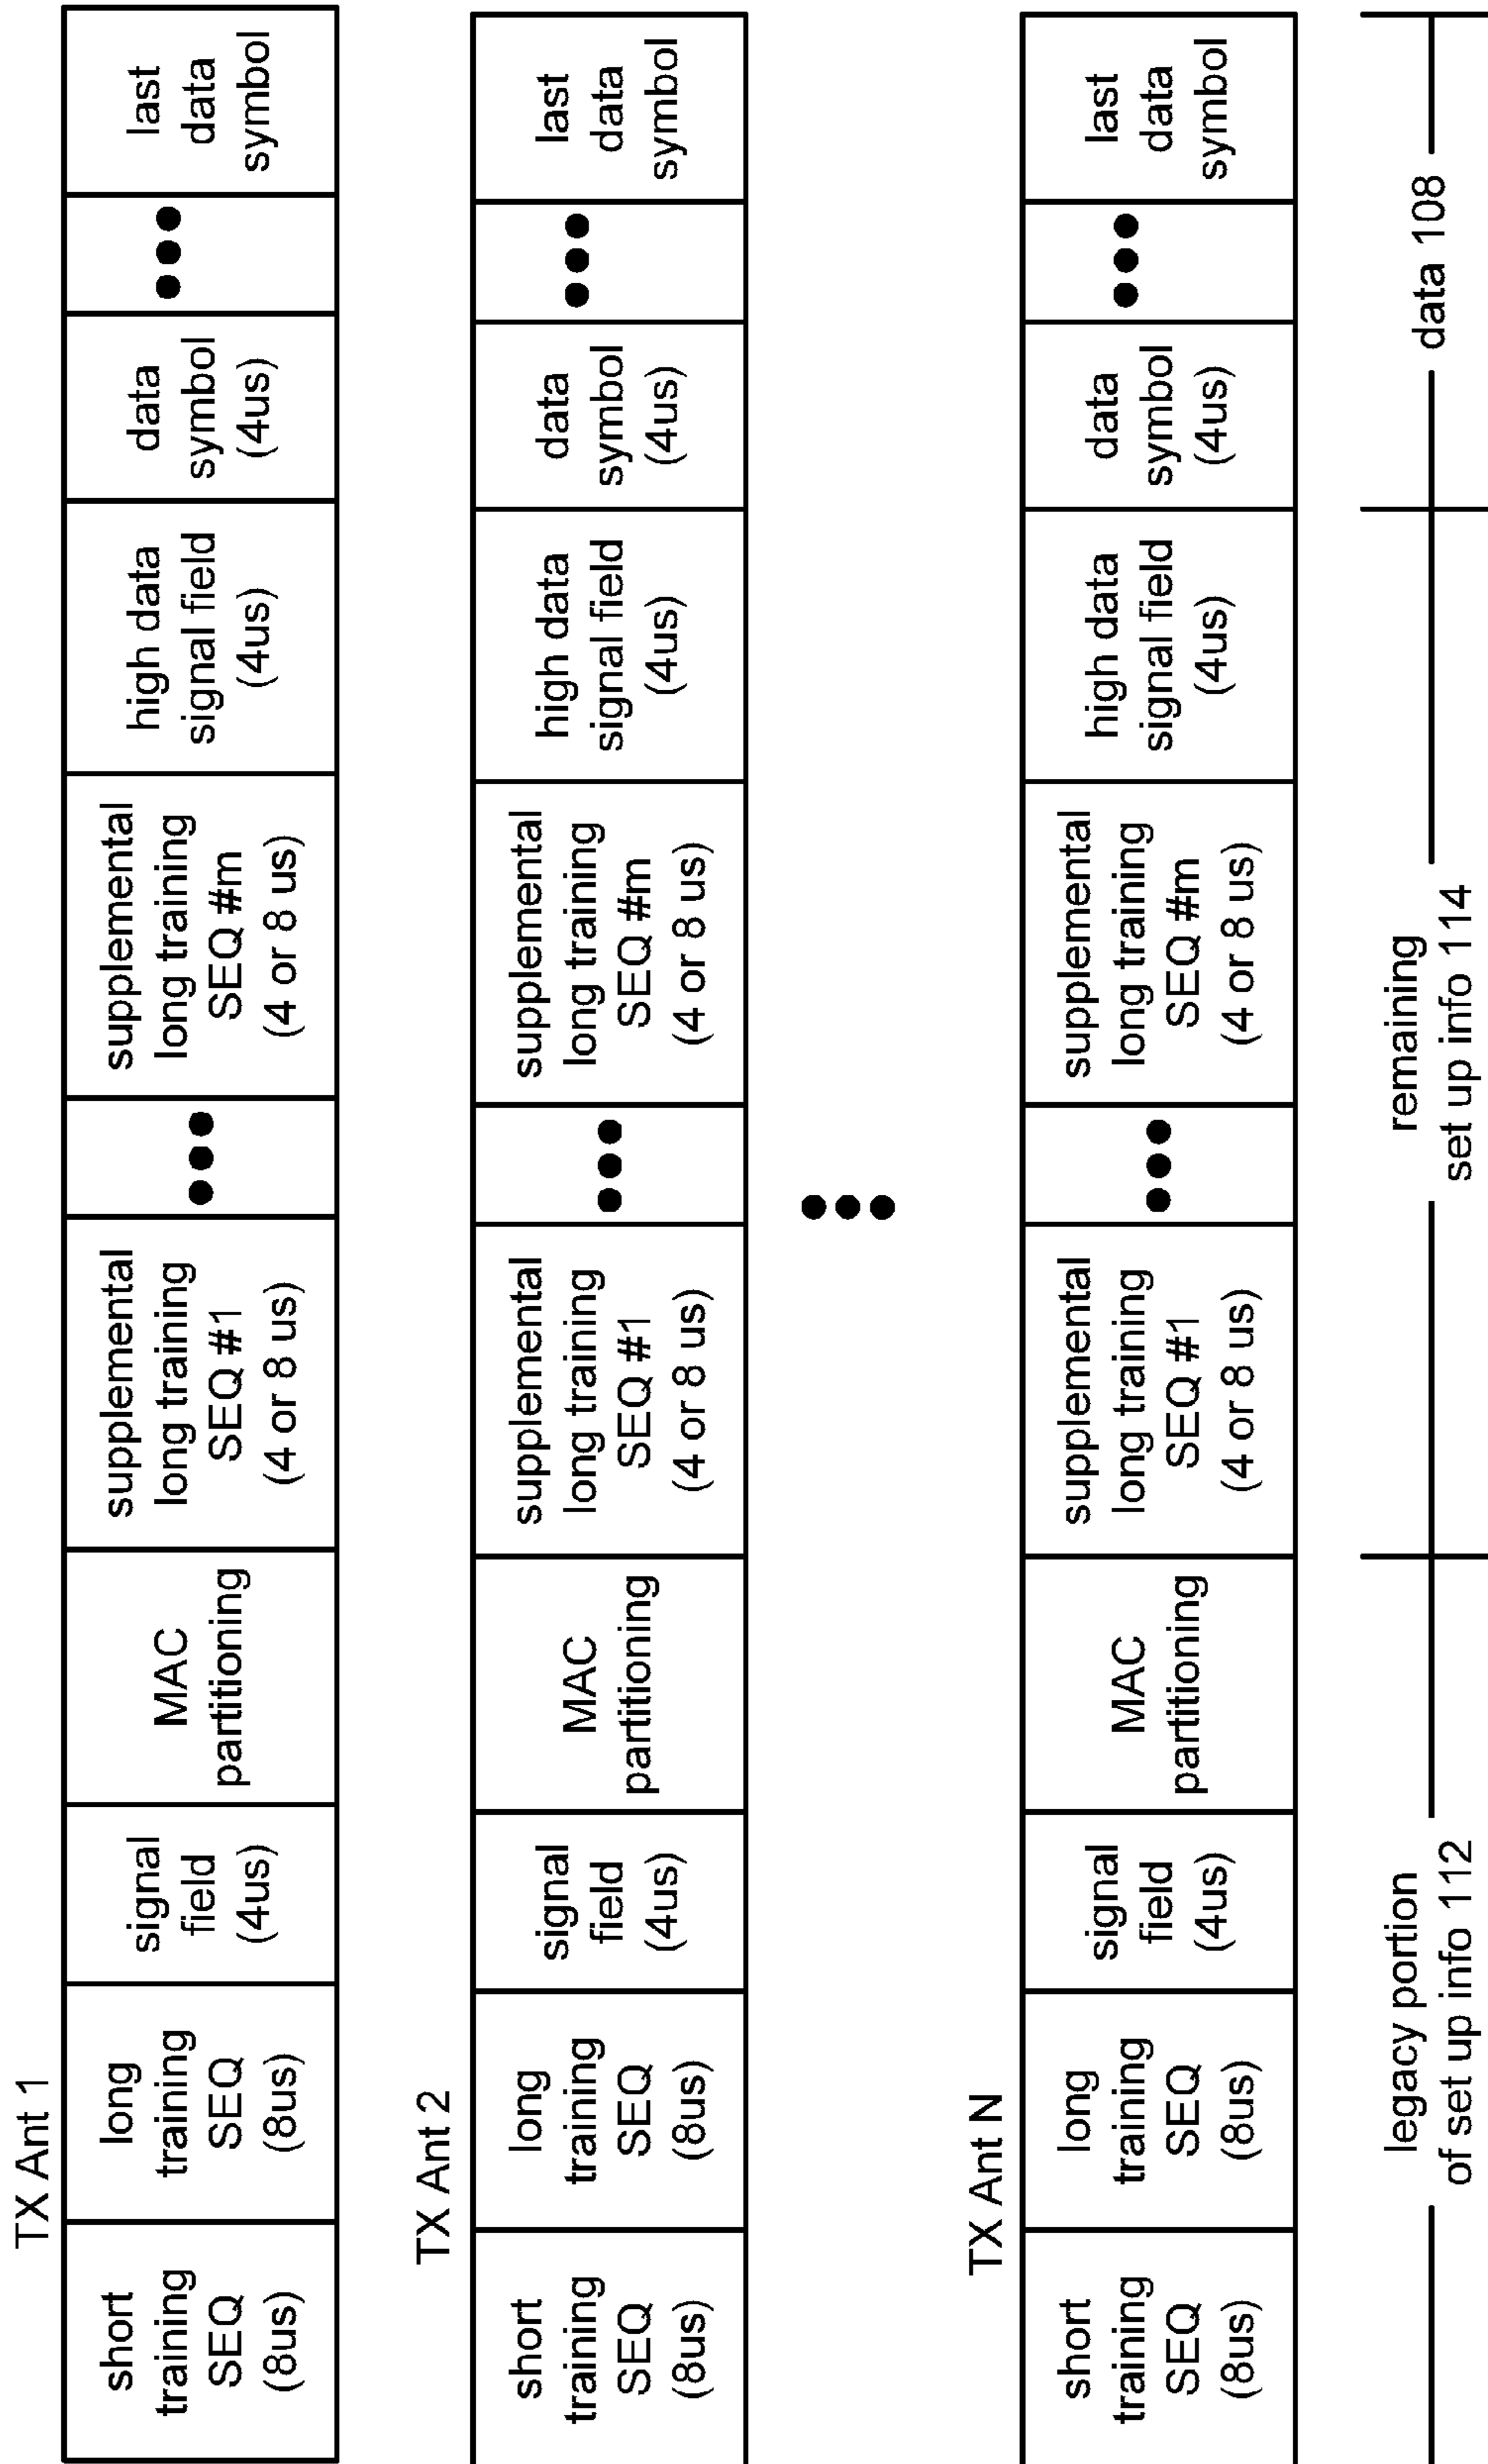 TX Ant 1
short
training
SEQ
(8us)
long
training
SEQ
(8us)
signal
field
(4us)
MAC
partitioning
supplemental
long training
SEQ #1
(4 or 8 us)
supplemental
long training
SEQ #m
(4 or 8 us)
high data
signal field
(4us)
data
symbol
(4us)
last
data
symbol
TX Ant 2
short
training
SEQ
(8us)
long
training
SEQ
(8us)
signal
field
(4us)
MAC
partitioning
supplemental
long training
SEQ #1
(4 or 8 us)
supplemental
long training
SEQ #m
(4 or 8 us)
high data
signal field
(4us)
data
symbol
(4us)
last
data
symbol
TX Ant N
short
training
SEQ
(8us)
long
training
SEQ
(8us)
signal
field
(4us)
MAC
partitioning
supplemental
long training
SEQ #1
(4 or 8 us)
supplemental
long training
SEQ #m
(4 or 8 us)
high data
signal field
(4us)
data
symbol
(4us)
last
data
symbol
legacy portion
of set up info 112
remaining
set up info 114
data 108